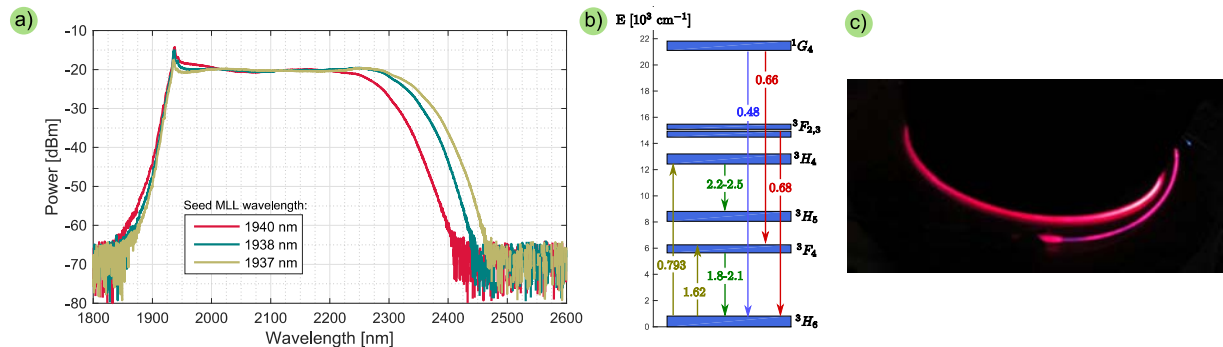 a)
-10
-20
-30
-40
-50
-60
-70
-80
Power [dBm]
Seed MLL wavelength:
1940 nm
1938 nm
1937 nm
1800 1900 2000 2100 2200 2300 2400 2500 2600
Wavelength [nm]
b) E [10³ cm⁻¹]
22
20
18
16
14
12
10
8
6
4
2
0
¹G₄
0.66
0.48
³F₂,₃
³H₄
2.2-2.5
0.68
³H₅
³F₄
0.793
1.8-2.1
1.62
³H₆
c)